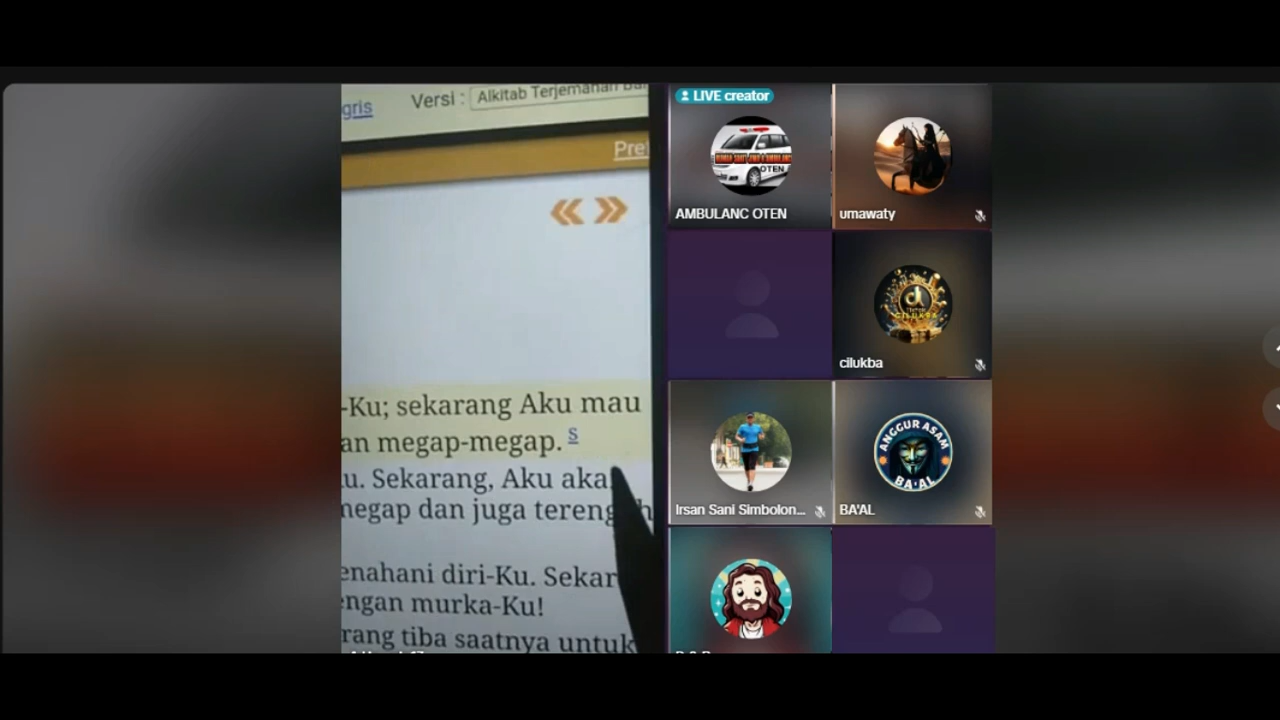 gris Versi : Alkitab Terjemahan
Pre
-Ku; sekarang Aku mau
an megap-megap. s
u. Sekarang, Aku aka
megap dan juga tereng h
enahani diri-Ku. Sekar
engan murka-Ku!
rang tiba saatnya untuk
LIVE creator
OTEN
AMBULANC OTEN
umawaty
CILUKBA
cilukba
Irsan Sani Simbolon...
ANGGUR ASAM
BA'AL
BA'AL